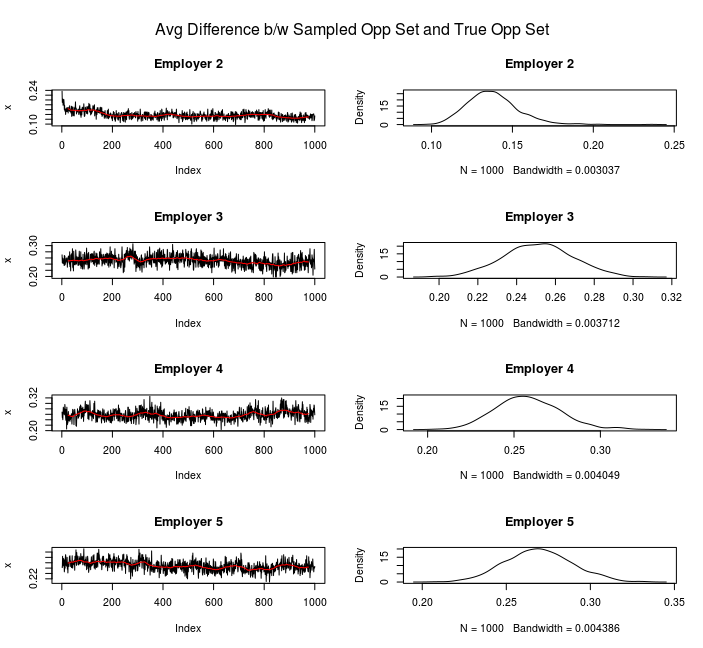 Avg Difference b/w Sampled Opp Set and True Opp Set
Employer 2
x
0.10 0.24
0 200 400 600 800 1000
Index
Employer 2
Density
0 15
0.10 0.15 0.20 0.25
N = 1000 Bandwidth = 0.003037
Employer 3
x
0.20 0.30
0 200 400 600 800 1000
Index
Employer 3
Density
0 15
0.20 0.22 0.24 0.26 0.28 0.30 0.32
N = 1000 Bandwidth = 0.003712
Employer 4
x
0.20 0.32
0 200 400 600 800 1000
Index
Employer 4
Density
0 15
0.20 0.25 0.30
N = 1000 Bandwidth = 0.004049
Employer 5
x
0.22
0 200 400 600 800 1000
Index
Employer 5
Density
0 15
0.20 0.25 0.30 0.35
N = 1000 Bandwidth = 0.004386